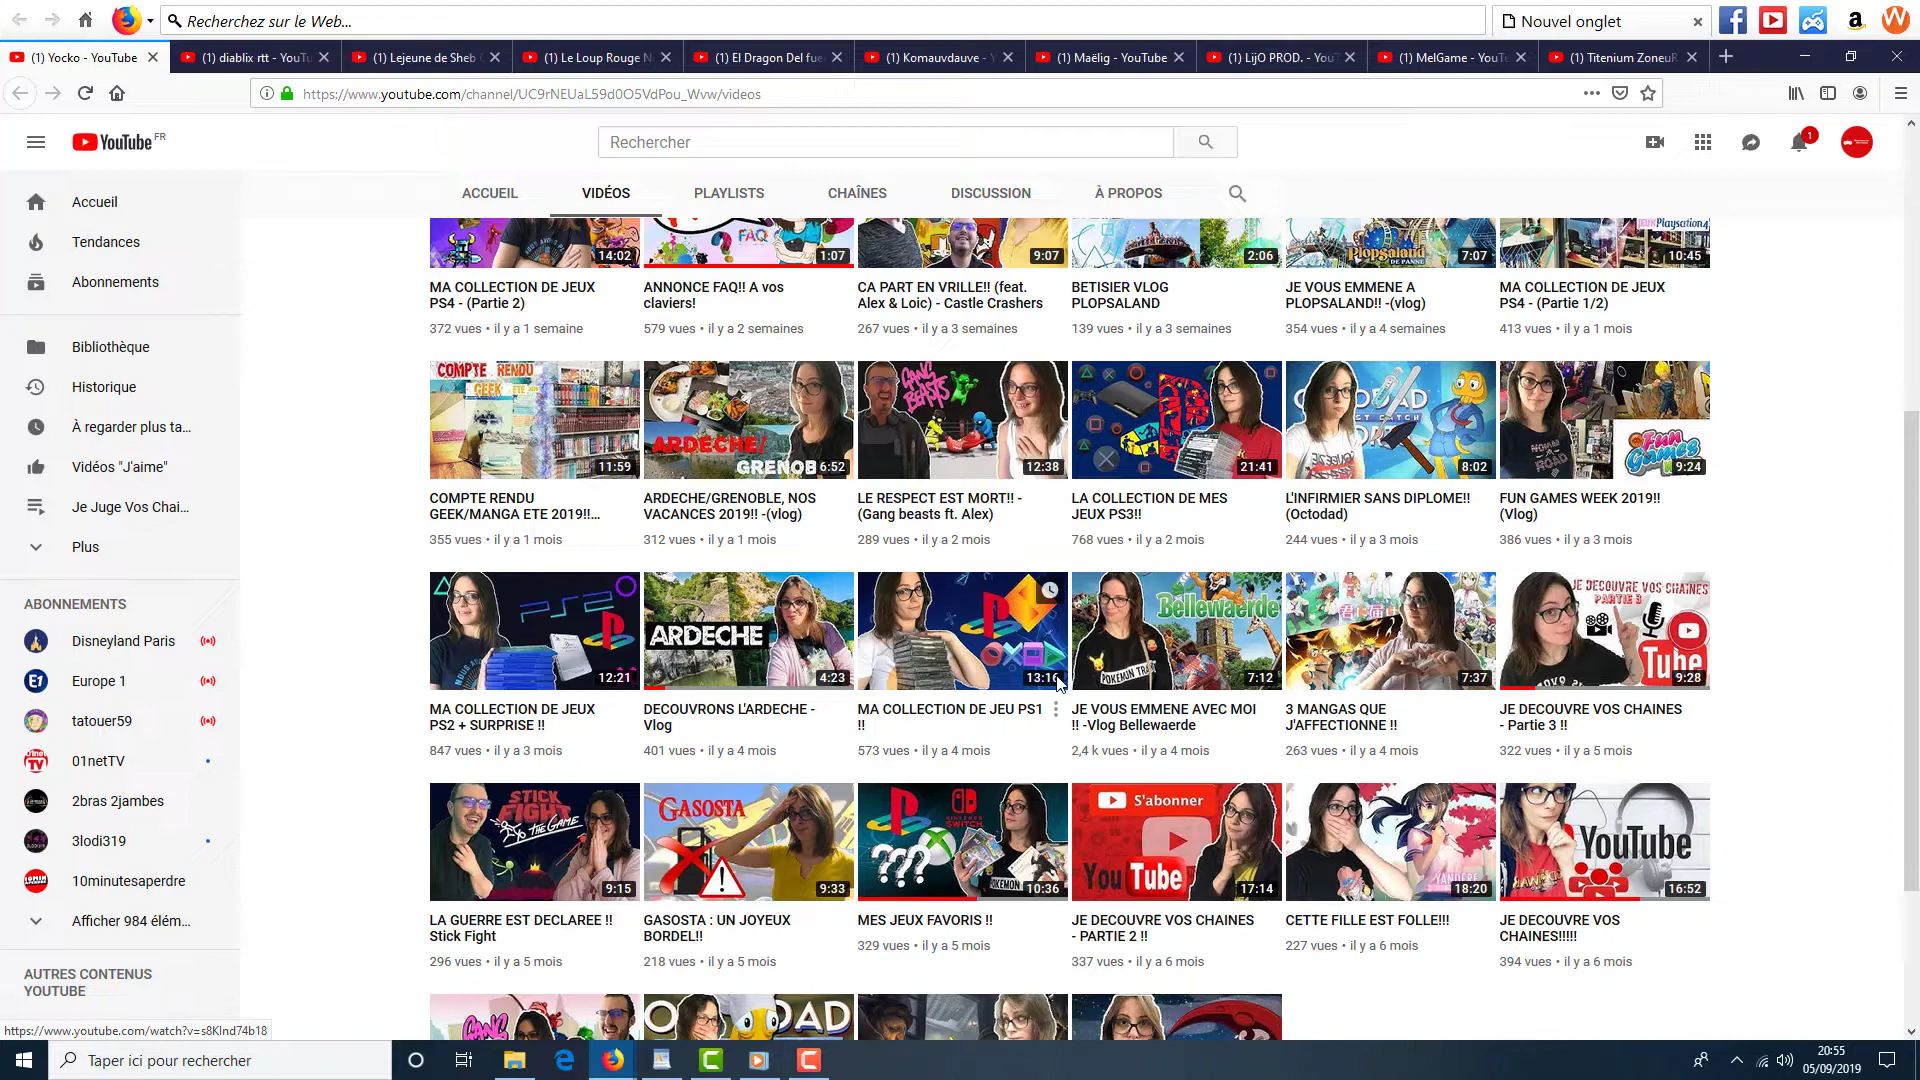 Recherchez sur le Web...
Nouvel onglet
(1) Yocko - YouTube
(1) diablix rtt - YouTu
(1) Lejeune de Sheb
(1) Le Loup Rouge N
(1) El Dragon Del fue
(1) Komauvdauve - Y
(1) Maëlig - YouTube
(1) LijO PROD. - You
(1) MelGame - YouTu
(1) Titenium ZoneuR
https://www.youtube.com/channel/UC9rNEUaL59d0O5VdPou_Wvw/videos
YouTube FR
Rechercher
1
ACCUEIL VIDÉOS PLAYLISTS CHAÎNES DISCUSSION À PROPOS
Accueil
Tendances
Abonnements
Bibliothèque
Historique
À regarder plus ta...
Vidéos "J'aime"
Je Juge Vos Chai...
Plus
ABONNEMENTS
Disneyland Paris
Europe 1
tatouer59
01netTV
2bras 2jambes
3lodi319
10minutesaperdre
Afficher 984 élém...
AUTRES CONTENUS
YOUTUBE
14:02
MA COLLECTION DE JEUX
PS4 - (Partie 2)
372 vues • il y a 1 semaine
FAQ
1:07
ANNONCE FAQ!! A vos
claviers!
579 vues • il y a 2 semaines
9:07
CA PART EN VRILLE!! (feat.
Alex & Loic) - Castle Crashers
267 vues • il y a 3 semaines
2:06
BETISIER VLOG
PLOPSALAND
139 vues • il y a 3 semaines
Plopsaland
DE PANNE
7:07
JE VOUS EMMENE A
PLOPSALAND!! -(vlog)
354 vues • il y a 4 semaines
Playstation4
10:45
MA COLLECTION DE JEUX
PS4 - (Partie 1/2)
413 vues • il y a 1 mois
COMPTE RENDU
GEEK
11:59
COMPTE RENDU
GEEK/MANGA ETE 2019!!...
355 vues • il y a 1 mois
ARDECHE/
GRENOB
6:52
ARDECHE/GRENOBLE, NOS
VACANCES 2019!! -(vlog)
312 vues • il y a 1 mois
GANG
BEASTS
12:38
LE RESPECT EST MORT!! -
(Gang beasts ft. Alex)
289 vues • il y a 2 mois
21:41
LA COLLECTION DE MES
JEUX PS3!!
768 vues • il y a 2 mois
8:02
L'INFIRMIER SANS DIPLOME!!
(Octodad)
244 vues • il y a 3 mois
Fun
Games
9:24
FUN GAMES WEEK 2019!!
(Vlog)
386 vues • il y a 3 mois
PS2
12:21
MA COLLECTION DE JEUX
PS2 + SURPRISE !!
847 vues • il y a 3 mois
ARDECHE
4:23
DECOUVRONS L'ARDECHE -
Vlog
401 vues • il y a 4 mois
13:16
MA COLLECTION DE JEU PS1
!!
573 vues • il y a 4 mois
Bellewaerde
POKEMON TRA
7:12
JE VOUS EMMENE AVEC MOI
!! -Vlog Bellewaerde
2,4 k vues • il y a 4 mois
7:37
3 MANGAS QUE
J'AFFECTIONNE !!
263 vues • il y a 4 mois
JE DECOUVRE VOS CHAINES
PARTIE 3
Tube
9:28
JE DECOUVRE VOS CHAINES
- Partie 3 !!
322 vues • il y a 5 mois
STICK
FIGHT
THE GAME
9:15
LA GUERRE EST DECLAREE !!
Stick Fight
296 vues • il y a 5 mois
GASOSTA
9:33
GASOSTA : UN JOYEUX
BORDEL!!
218 vues • il y a 5 mois
NINTENDO
SWITCH
???
POKEMON
10:36
MES JEUX FAVORIS !!
329 vues • il y a 5 mois
S'abonner
You Tube
17:14
JE DECOUVRE VOS CHAINES
- PARTIE 2 !!
337 vues • il y a 6 mois
YANDERE
18:20
CETTE FILLE EST FOLLE!!!
227 vues • il y a 6 mois
YouTube
16:52
JE DECOUVRE VOS
CHAINES!!!!!
394 vues • il y a 6 mois
GANG
https://www.youtube.com/watch?v=s8KInd74b18
Taper ici pour rechercher
20:55
05/09/2019